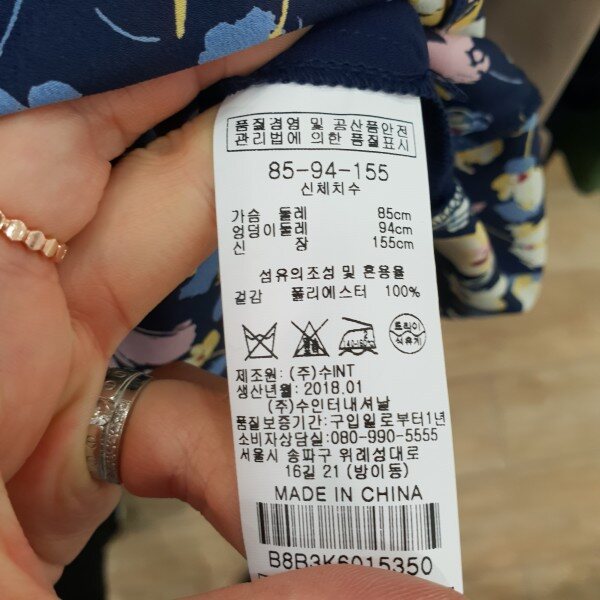 품질경영 및 공산품안전
관리법에 의한 품질표시
85-94-155
신체치수
가슴 둘레 85cm
엉덩이둘레 94cm
신 장 155cm
섬유의조성 및 혼용율
겉감 폴리에스터 100%
140~160℃
드라이
석유계
제조원: (주)수INT
생산년월: 2018.01
(주)수인터내셔날
품질보증기간: 구입일로부터1년
소비자상담실: 080-990-5555
서울시 송파구 위례성대로
16길 21 (방이동)
MADE IN CHINA
B8B3K6015350